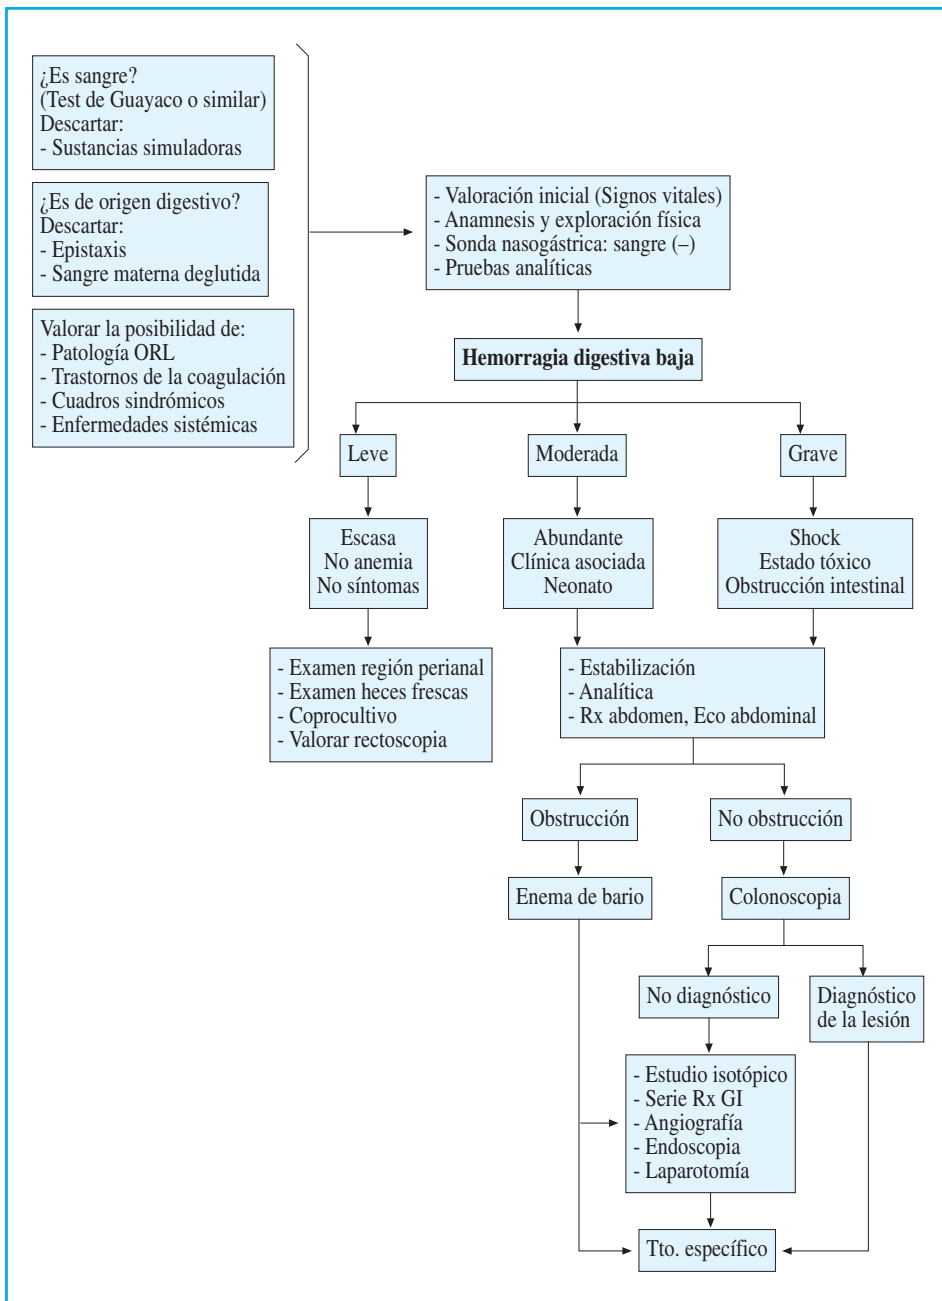 ¿Es sangre?
(Test de Guayaco o similar)
Descartar:
- Sustancias simuladoras
¿Es de origen digestivo?
Descartar:
- Epistaxis
- Sangre materna deglutida
Valorar la posibilidad de:
- Patología ORL
- Trastornos de la coagulación
- Cuadros sindrómicos
- Enfermedades sistémicas
- Valoración inicial (Signos vitales)
- Anamnesis y exploración física
- Sonda nasogástrica: sangre (–)
- Pruebas analíticas
Hemorragia digestiva baja
Leve
Moderada
Grave
Escasa
No anemia
No síntomas
Abundante
Clínica asociada
Neonato
Shock
Estado tóxico
Obstrucción intestinal
- Examen región perianal
- Examen heces frescas
- Coprocultivo
- Valorar rectoscopia
- Estabilización
- Analítica
- Rx abdomen, Eco abdominal
Obstrucción
No obstrucción
Enema de bario
Colonoscopia
No diagnóstico
Diagnóstico
de la lesión
- Estudio isotópico
- Serie Rx GI
- Angiografía
- Endoscopia
- Laparotomía
Tto. específico